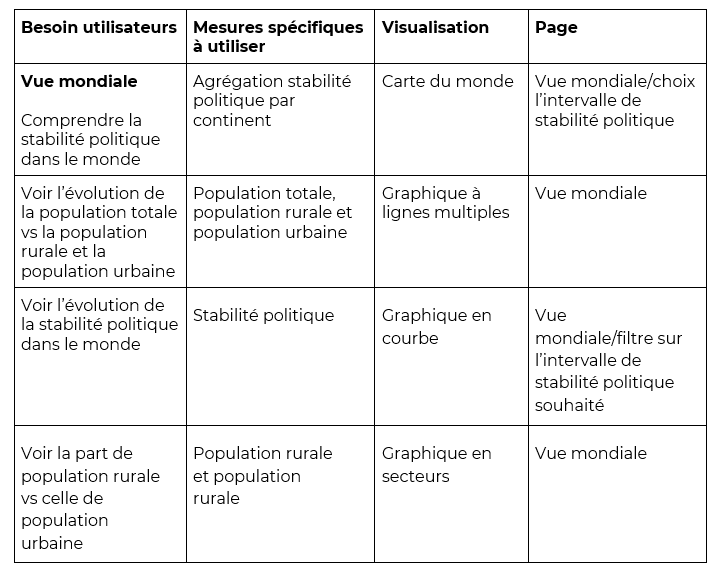 Besoin utilisateurs
Mesures spécifiques
à utiliser
Visualisation
Page
Vue mondiale
Comprendre la
stabilité politique
dans le monde
Agrégation stabilité
politique par
continent
Carte du monde
Vue mondiale/choix
l’intervalle de
stabilité politique
Voir l’évolution de
la population totale
vs la population
rurale et la
population urbaine
Population totale,
population rurale et
population urbaine
Graphique à
lignes multiples
Vue mondiale
Voir l’évolution de
la stabilité politique
dans le monde
Stabilité politique
Graphique en
courbe
Vue
mondiale/filtre sur
l’intervalle de
stabilité politique
souhaité
Voir la part de
population rurale
vs celle de
population
urbaine
Population rurale
et population
rurale
Graphique en
secteurs
Vue mondiale